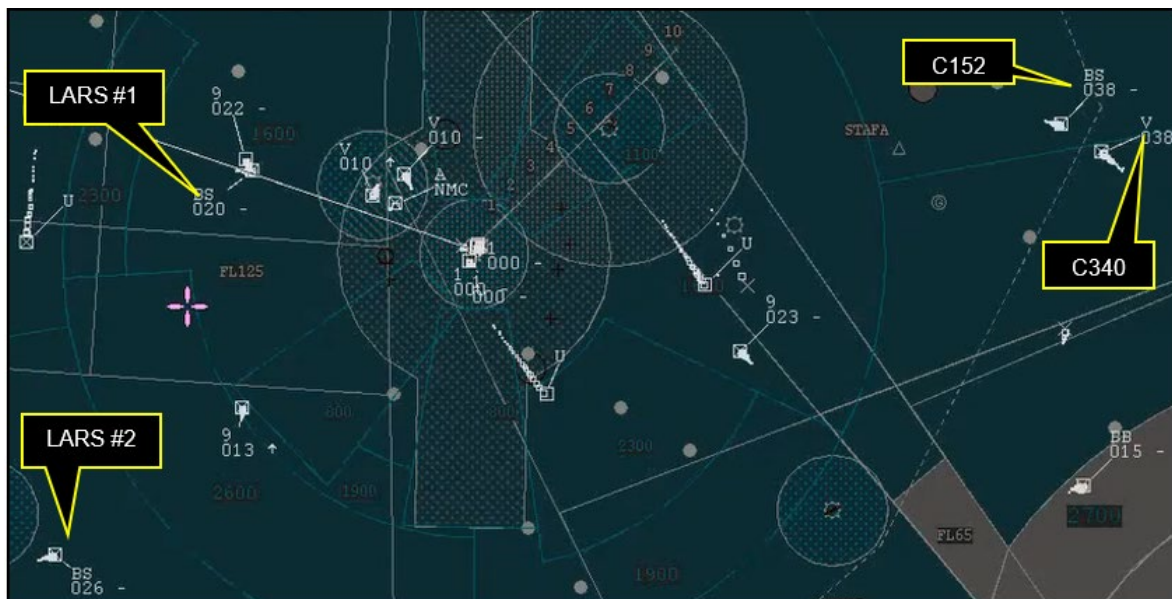 10
9
8
7
6
5
4
3
2
1
C152
BS
038 -
LARS #1
9
022 -
1600
V
010 -
V
010 ↑
STAFA
V
038
1100
A
NMC
BS
020 -
2300
U
G
C340
U
000 -
000 -
000 -
FL125
9
023 -
U
800
800
LARS #2
9
013 ↑
2300
BB
015 -
2600
1900
2700
FL65
BS
026 -
1900